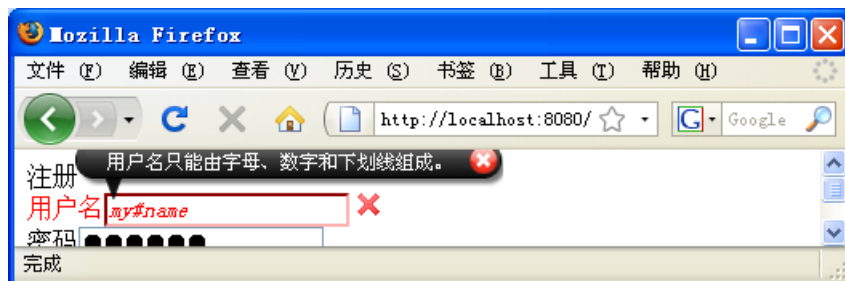 Mozilla Firefox
文件 (F) 编辑 (E) 查看 (V) 历史 (S) 书签 (B) 工具 (T) 帮助 (H)
http://localhost:8080/ G Google
用户名只能由字母、数字和下划线组成。
注册
用户名 my#name
密码
完成